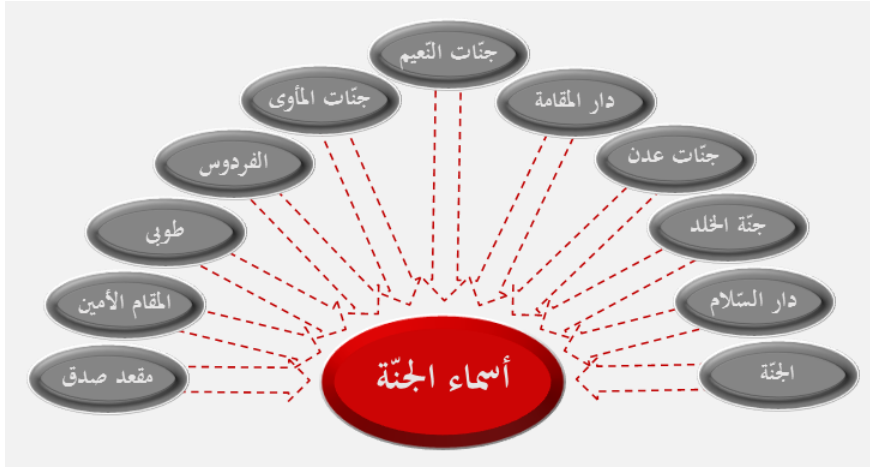 أسماء الجنّة
الجنّة
دار السّلام
جنّة الخلد
جنّات عدن
دار المقامة
جنّات النّعيم
جنّات المأوى
الفردوس
طوبى
المقام الأمين
مقعد صدق